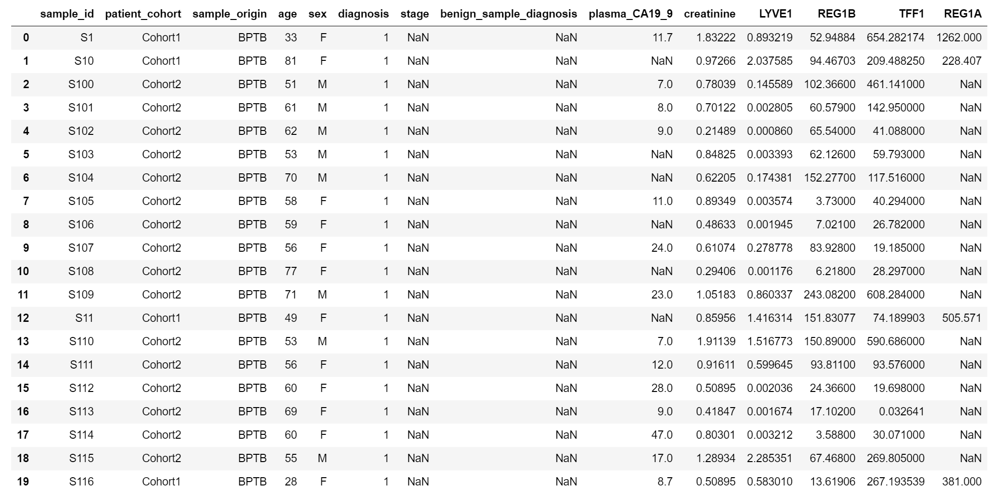 sample_id patient_cohort sample_origin age sex diagnosis stage benign_sample_diagnosis plasma_CA19_9 creatinine LYVE1 REG1B TFF1 REG1A
0 S1 Cohort1 BPTB 33 F 1 NaN NaN 11.7 1.83222 0.893219 52.94884 654.282174 1262.000
1 S10 Cohort1 BPTB 81 F 1 NaN NaN NaN 0.97266 2.037585 94.46703 209.488250 228.407
2 S100 Cohort2 BPTB 51 M 1 NaN NaN 7.0 0.78039 0.145589 102.36600 461.141000 NaN
3 S101 Cohort2 BPTB 61 M 1 NaN NaN 8.0 0.70122 0.002805 60.57900 142.950000 NaN
4 S102 Cohort2 BPTB 62 M 1 NaN NaN 9.0 0.21489 0.000860 65.54000 41.088000 NaN
5 S103 Cohort2 BPTB 53 M 1 NaN NaN NaN 0.84825 0.003393 62.12600 59.793000 NaN
6 S104 Cohort2 BPTB 70 M 1 NaN NaN NaN 0.62205 0.174381 152.27700 117.516000 NaN
7 S105 Cohort2 BPTB 58 F 1 NaN NaN 11.0 0.89349 0.003574 3.73000 40.294000 NaN
8 S106 Cohort2 BPTB 59 F 1 NaN NaN NaN 0.48633 0.001945 7.02100 26.782000 NaN
9 S107 Cohort2 BPTB 56 F 1 NaN NaN 24.0 0.61074 0.278778 83.92800 19.185000 NaN
10 S108 Cohort2 BPTB 77 F 1 NaN NaN NaN 0.29406 0.001176 6.21800 28.297000 NaN
11 S109 Cohort2 BPTB 71 M 1 NaN NaN 23.0 1.05183 0.860337 243.08200 608.284000 NaN
12 S11 Cohort1 BPTB 49 F 1 NaN NaN NaN 0.85956 1.416314 151.83077 74.189903 505.571
13 S110 Cohort2 BPTB 53 M 1 NaN NaN 7.0 1.91139 1.516773 150.89000 590.686000 NaN
14 S111 Cohort2 BPTB 56 F 1 NaN NaN 12.0 0.91611 0.599645 93.81100 93.576000 NaN
15 S112 Cohort2 BPTB 60 F 1 NaN NaN 28.0 0.50895 0.002036 24.36600 19.698000 NaN
16 S113 Cohort2 BPTB 69 F 1 NaN NaN 9.0 0.41847 0.001674 17.10200 0.032641 NaN
17 S114 Cohort2 BPTB 60 F 1 NaN NaN 47.0 0.80301 0.003212 3.58800 30.071000 NaN
18 S115 Cohort2 BPTB 55 M 1 NaN NaN 17.0 1.28934 2.285351 67.46800 269.805000 NaN
19 S116 Cohort1 BPTB 28 F 1 NaN NaN 8.7 0.50895 0.583010 13.61906 267.193539 381.000